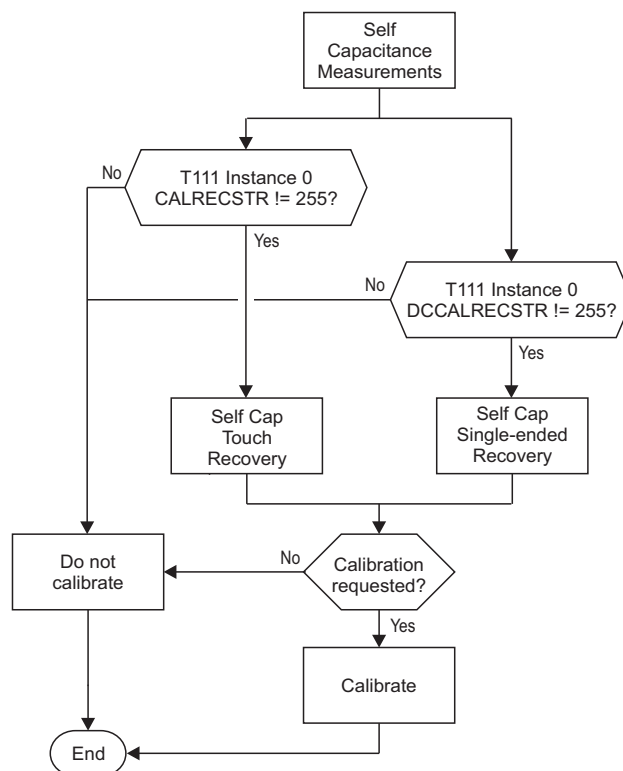 Self
Capacitance
Measurements
No
T111 Instance 0
CALRECSTR != 255?
Yes
No
T111 Instance 0
DCCALRECSTR != 255?
Yes
Self Cap
Touch
Recovery
Self Cap
Single-ended
Recovery
Do not
calibrate
No
Calibration
requested?
Yes
Calibrate
End